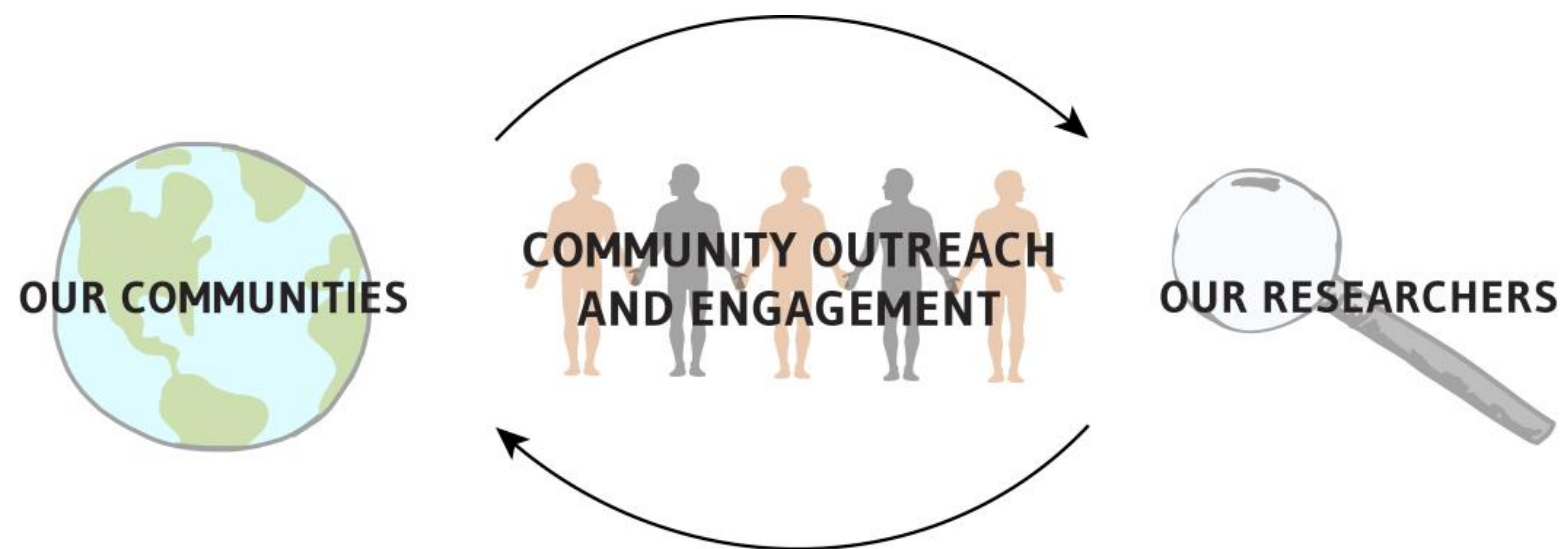 OUR COMMUNITIES
COMMUNITY OUTREACH
AND ENGAGEMENT
OUR RESEARCHERS